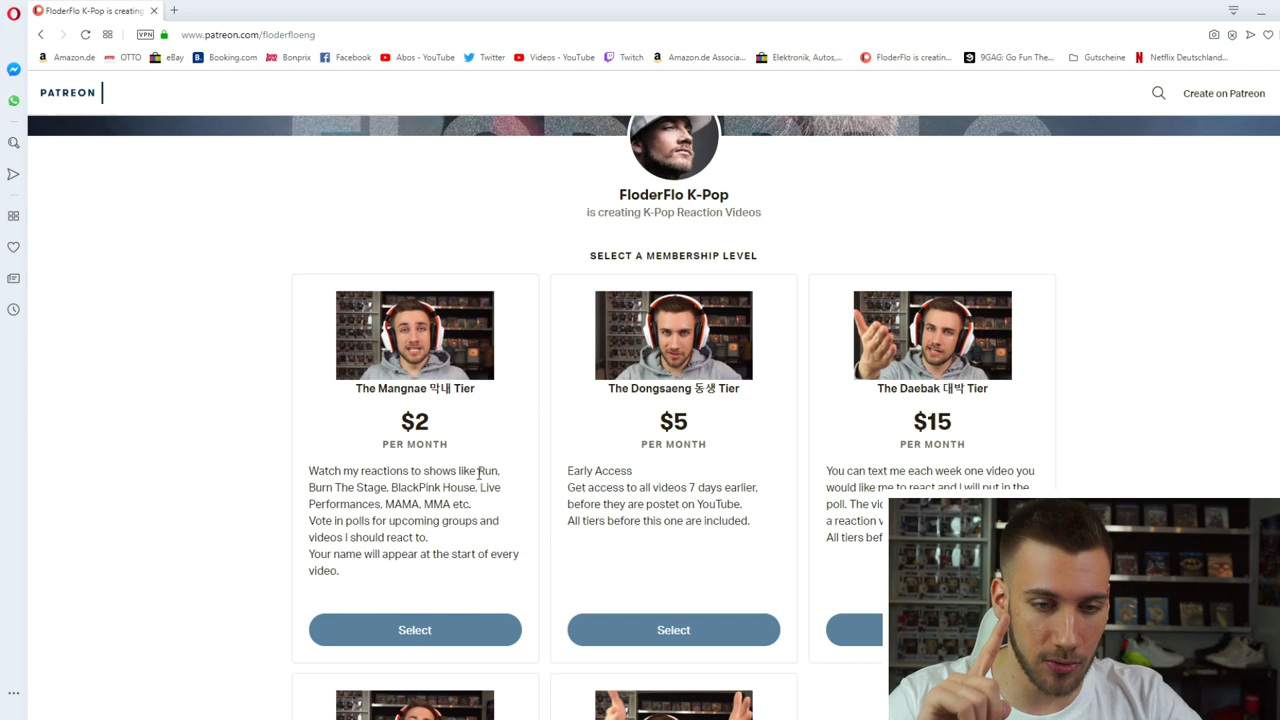 FloderFlo K-Pop is creating
VPN
www.patreon.com/floderfloeng
Amazon.de
OTTO
eBay
Booking.com
Bonprix
Facebook
Abos - YouTube
Twitter
Videos - YouTube
Twitch
Amazon.de Associa...
Elektronik, Autos,...
FloderFlo is creatin...
9GAG: Go Fun The...
Gutscheine
Netflix Deutschland...
PATREON
Create on Patreon
FloderFlo K-Pop
is creating K-Pop Reaction Videos
SELECT A MEMBERSHIP LEVEL
The Mangnae 막내 Tier
$2
PER MONTH
Watch my reactions to shows like Run,
Burn The Stage, BlackPink House, Live
Performances, MAMA, MMA etc.
Vote in polls for upcoming groups and
videos I should react to.
Your name will appear at the start of every
video.
Select
The Dongsaeng 동생 Tier
$5
PER MONTH
Early Access
Get access to all videos 7 days earlier,
before they are postet on YouTube.
All tiers before this one are included.
Select
The Daebak 대박 Tier
$15
PER MONTH
You can text me each week one video you
would like me to react and I will put in the
poll. The
a reaction
All tiers